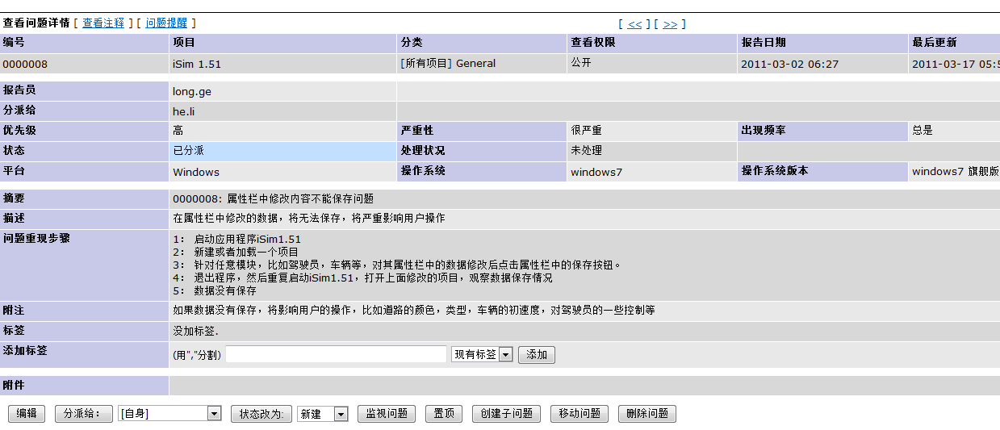 查看问题详情 [ 查看注释 ] [ 问题提醒 ] [ << ] [ >> ]
编号 项目 分类 查看权限 报告日期 最后更新
0000008 iSim 1.51 [所有项目] General 公开 2011-03-02 06:27 2011-03-17 05:5
报告员 long.ge
分派给 he.li
优先级 高 严重性 很严重 出现频率 总是
状态 已分派 处理状况 未处理
平台 Windows 操作系统 windows7 操作系统版本 windows7 旗舰版
摘要 0000008: 属性栏中修改内容不能保存问题
描述 在属性栏中修改的数据，将无法保存，将严重影响用户操作
问题重现步骤 1： 启动应用程序iSim1.51
2： 新建或者加载一个项目
3： 针对任意模块，比如驾驶员，车辆等，对其属性栏中的数据修改后点击属性栏中的保存按钮。
4： 退出程序，然后重复启动iSim1.51，打开上面修改的项目，观察数据保存情况
5： 数据没有保存
附注 如果数据没有保存，将影响用户的操作，比如道路的颜色，类型，车辆的初速度，对驾驶员的一些控制等
标签 没加标签.
添加标签 (用","分割) 现有标签 添加
附件
编辑 分派给： [自身] 状态改为: 新建 监视问题 置顶 创建子问题 移动问题 删除问题